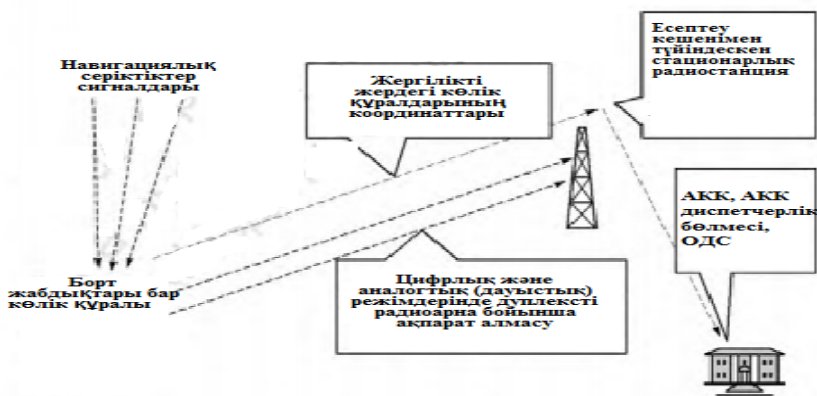 Навигациялық
серіктіктер
сигналдары
Жергілікті
жердегі көлік
құралдарының
координаттары
Есептеу
кешенімен
түйіндескен
стационарлық
радиостанция
АКК, АКК
диспетчерлік
бөлмесі,
ОДС
Борт
жабдықтары бар
көлік құралы
Цифрлық және
аналогтық (дауыстық)
режімдерінде дуплексті
радиоарна бойынша
ақпарат алмасу